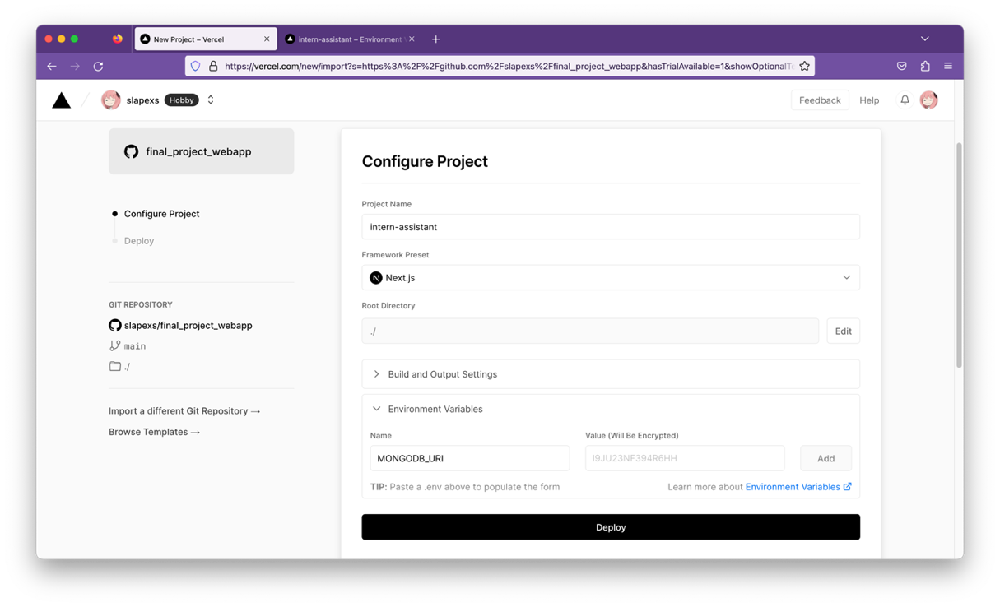 New Project – Vercel
intern-assistant – Environment
https://vercel.com/new/import?s=https%3A%2F%2Fgithub.com%2Fslapexs%2Ffinal_project_webapp&hasTrialAvailable=1&showOptionalT
slapexs Hobby
Feedback
Help
final_project_webapp
Configure Project
Deploy
GIT REPOSITORY
slapexs/final_project_webapp
main
./
Import a different Git Repository →
Browse Templates →
Configure Project
Project Name
intern-assistant
Framework Preset
N Next.js
Root Directory
./
Edit
Build and Output Settings
Environment Variables
Name
Value (Will Be Encrypted)
MONGODB_URI
I9JU23NF394R6HH
Add
TIP: Paste a .env above to populate the form
Learn more about Environment Variables
Deploy